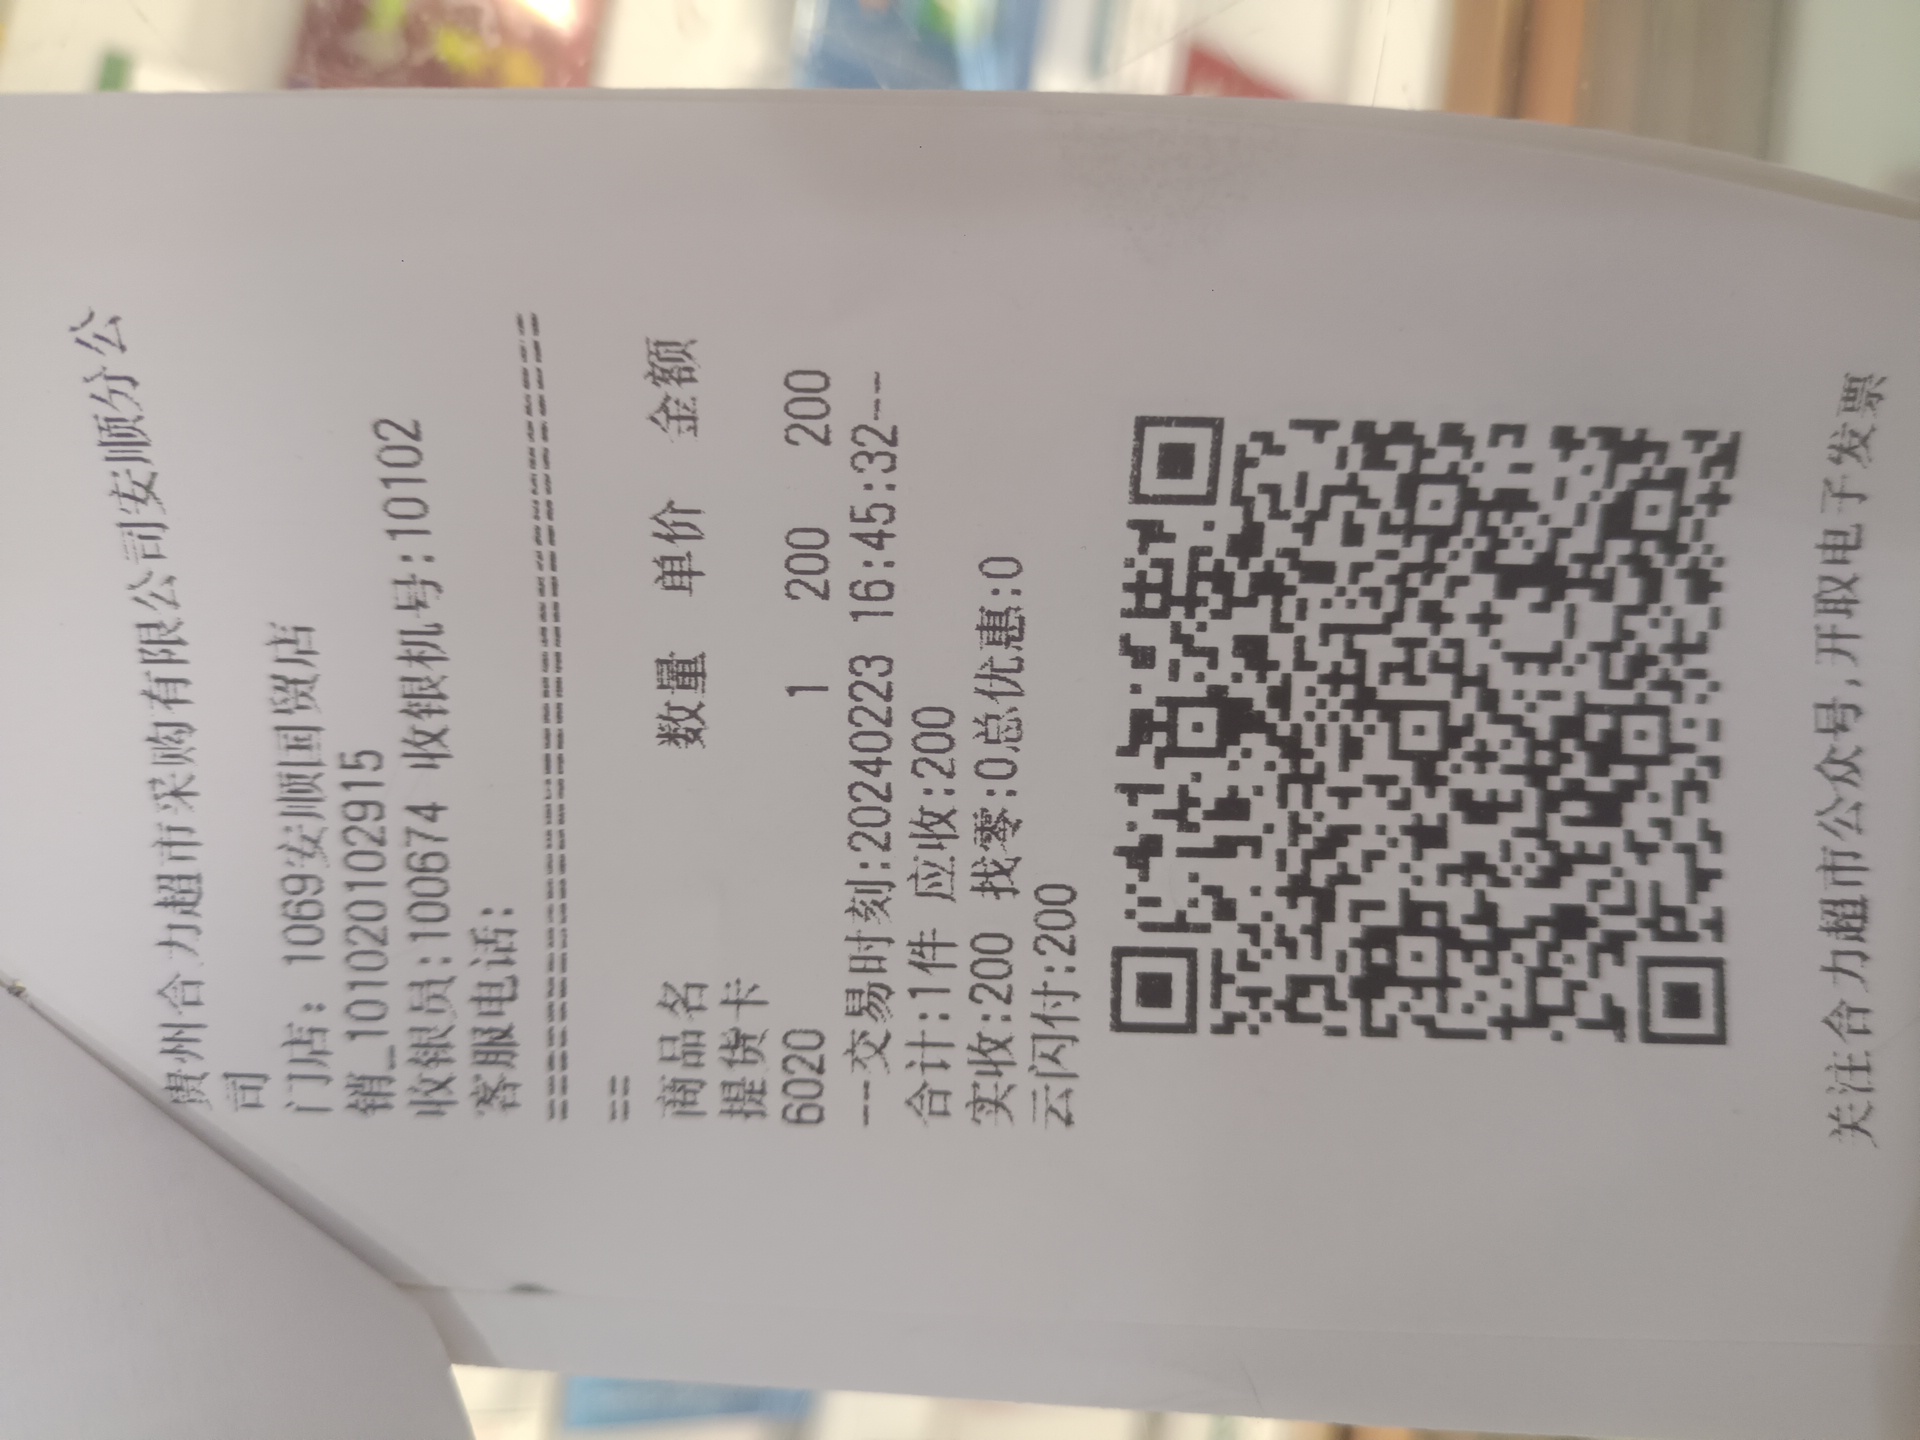 贵州合力超市采购有限公司安顺分公
司
门店: 1069安顺国贸店
销_1010201029​15
收银员:100674 收银机号:10102
客服电话:
==========================================
==
商品名 数量 单价 金额
提货卡
6020 1 200 200
--交易时刻:20240223 16:45:32--
合计:1件 应收:200
实收:200 找零:0总优惠:0
云闪付:200
关注合力超市公众号,开取电子发票